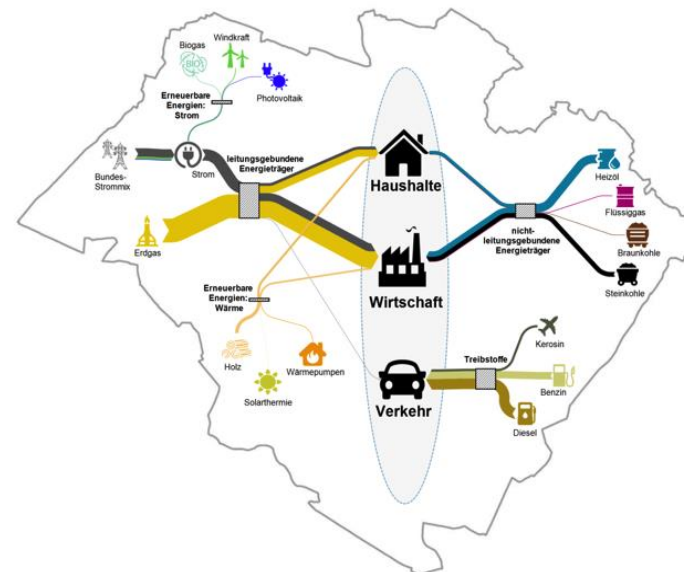 Windkraft
Biogas
BIO
Photovoltaik
Erneuerbare
Energien:
Strom
leitungsgebundene
Energieträger
Bundes-
Strommix
Strom
Erdgas
Erneuerbare
Energien:
Wärme
Holz
Solarthermie
Wärmepumpen
Haushalte
Wirtschaft
Verkehr
Heizöl
Flüssiggas
Braunkohle
Steinkohle
nicht-
leitungsgebundene
Energieträger
Treibstoffe
Kerosin
Benzin
Diesel